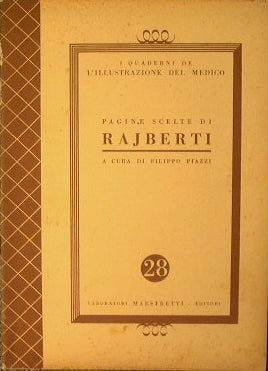 I QUADERNI DE
L'ILLUSTRAZIONE DEL MEDICO
PAGINE SCELTE DI
RAJBERTI
A CURA DI FILIPPO PIAZZI
28
LABORATORI MAESTRETTI - EDITORI